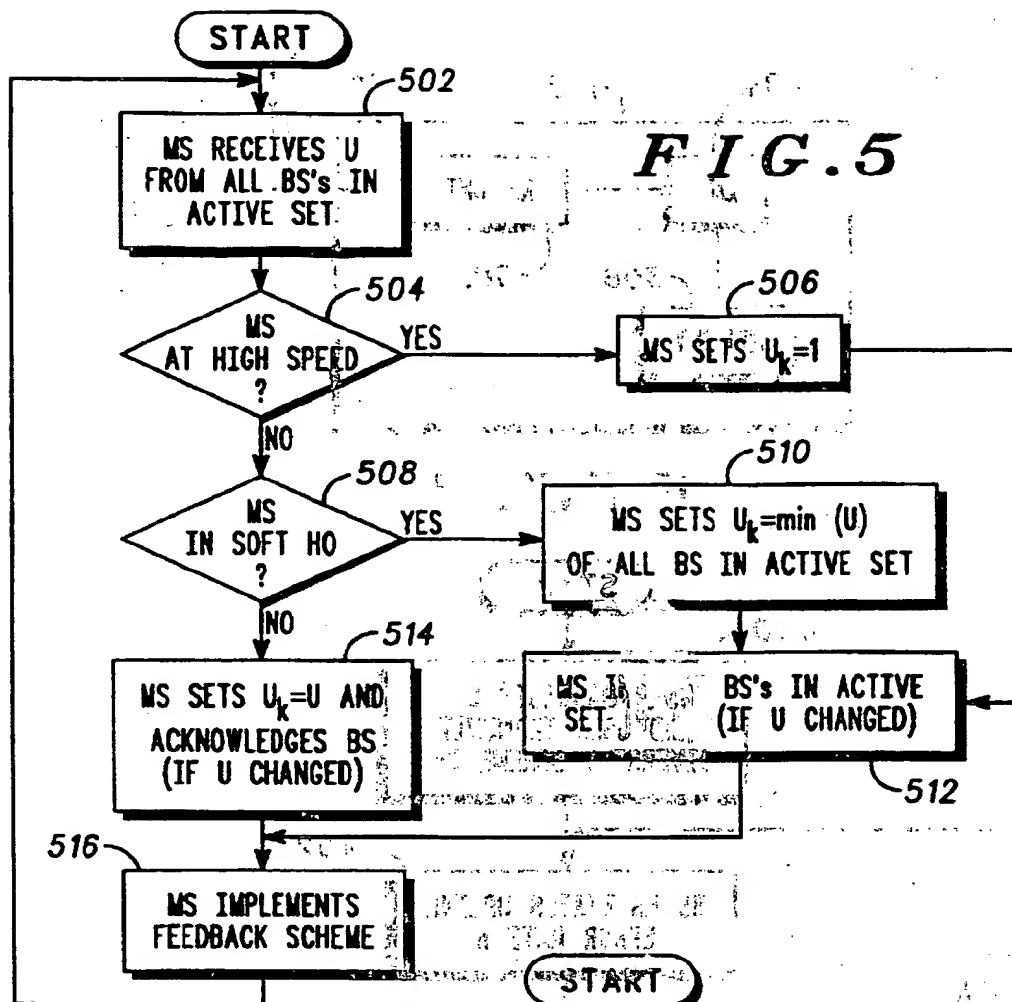 START
502
MS RECEIVES U
FROM ALL BS's IN
ACTIVE SET
FIG.5
504
MS
AT HIGH SPEED
?
YES
506
MS SETS Uk=1
NO
508
MS
IN SOFT HO
?
YES
510
MS SETS Uk=min (U)
OF ALL BS IN ACTIVE SET
NO
514
MS SETS Uk=U AND
ACKNOWLEDGES BS
(IF U CHANGED)
MS BS's IN ACTIVE
SET (IF U CHANGED)
512
516
MS IMPLEMENTS
FEEDBACK SCHEME
START